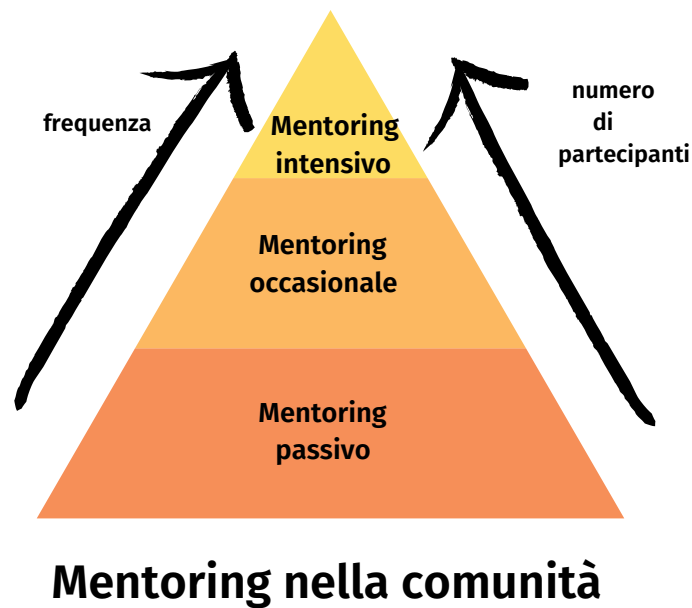 frequenza
numero
di
partecipanti
Mentoring
intensivo
Mentoring
occasionale
Mentoring
passivo
Mentoring nella comunità